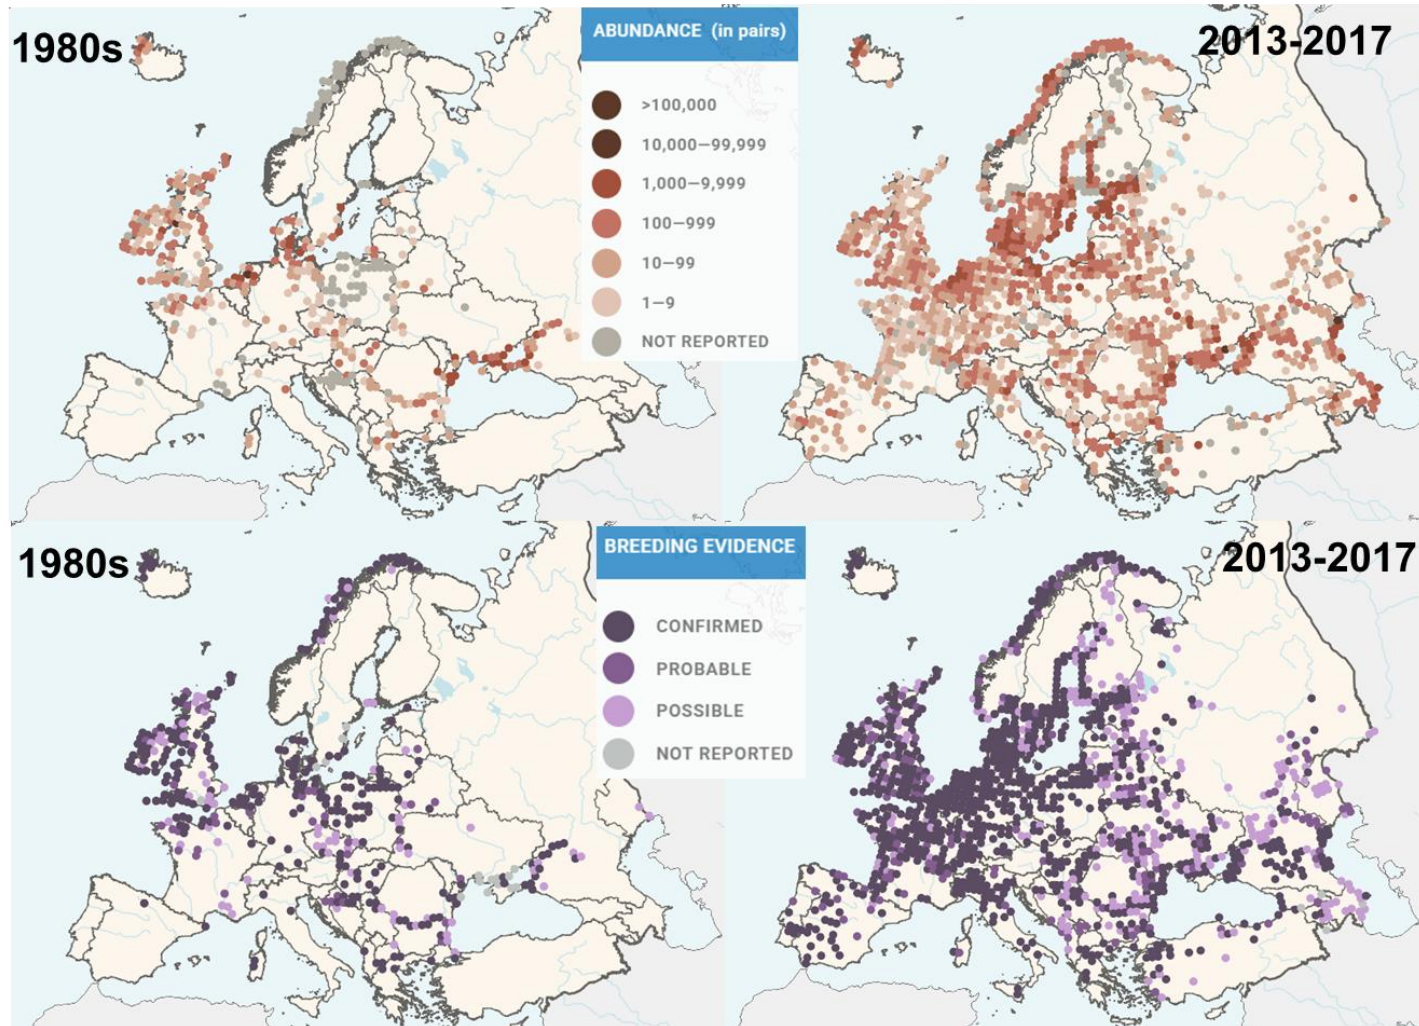 1980s
ABUNDANCE (in pairs)
>100,000
10,000—99,999
1,000—9,999
100—999
10—99
1—9
NOT REPORTED
2013-2017
1980s
BREEDING EVIDENCE
CONFIRMED
PROBABLE
POSSIBLE
NOT REPORTED
2013-2017